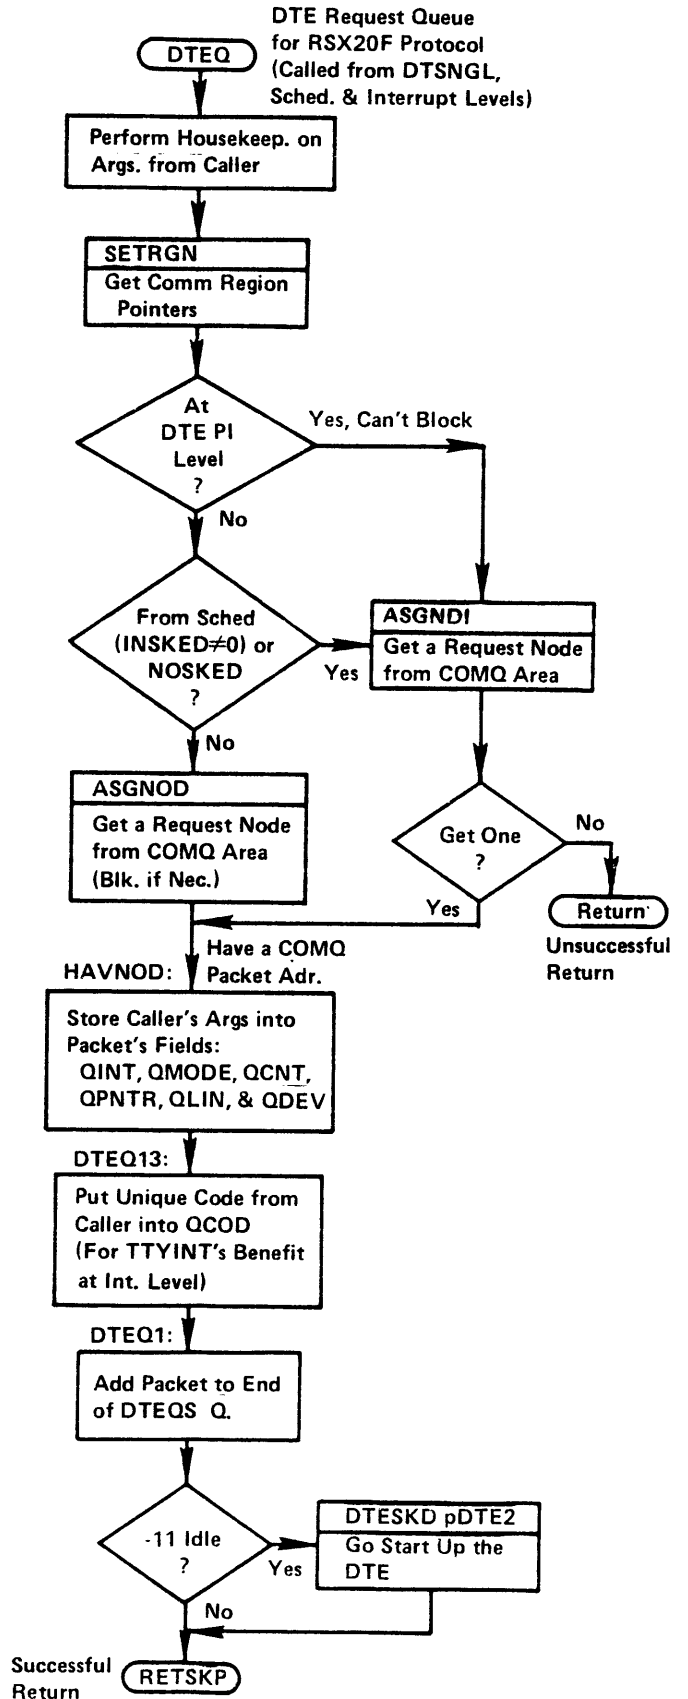 DTE Request Queue
for RSX20F Protocol
(Called from DTSNGL,
Sched. & Interrupt Levels)
DTEQ
Perform Housekeep. on
Args. from Caller
SETRGN
Get Comm Region
Pointers
At
DTE PI
Level
?
Yes, Can't Block
No
From Sched
(INSKED≠0) or
NOSKED
?
Yes
ASGNDI
Get a Request Node
from COMQ Area
No
ASGNOD
Get a Request Node
from COMQ Area
(Blk. if Nec.)
Get One
?
No
Yes
Return
Unsuccessful
Return
Have a COMQ
Packet Adr.
HAVNOD:
Store Caller's Args into
Packet's Fields:
QINT, QMODE, QCNT,
QPNTR, QLIN, & QDEV
DTEQ13:
Put Unique Code from
Caller into QCOD
(For TTYINT's Benefit
at Int. Level)
DTEQ1:
Add Packet to End
of DTEQS Q.
-11 Idle
?
Yes
DTESKD pDTE2
Go Start Up the
DTE
No
Successful
Return
RETSKP